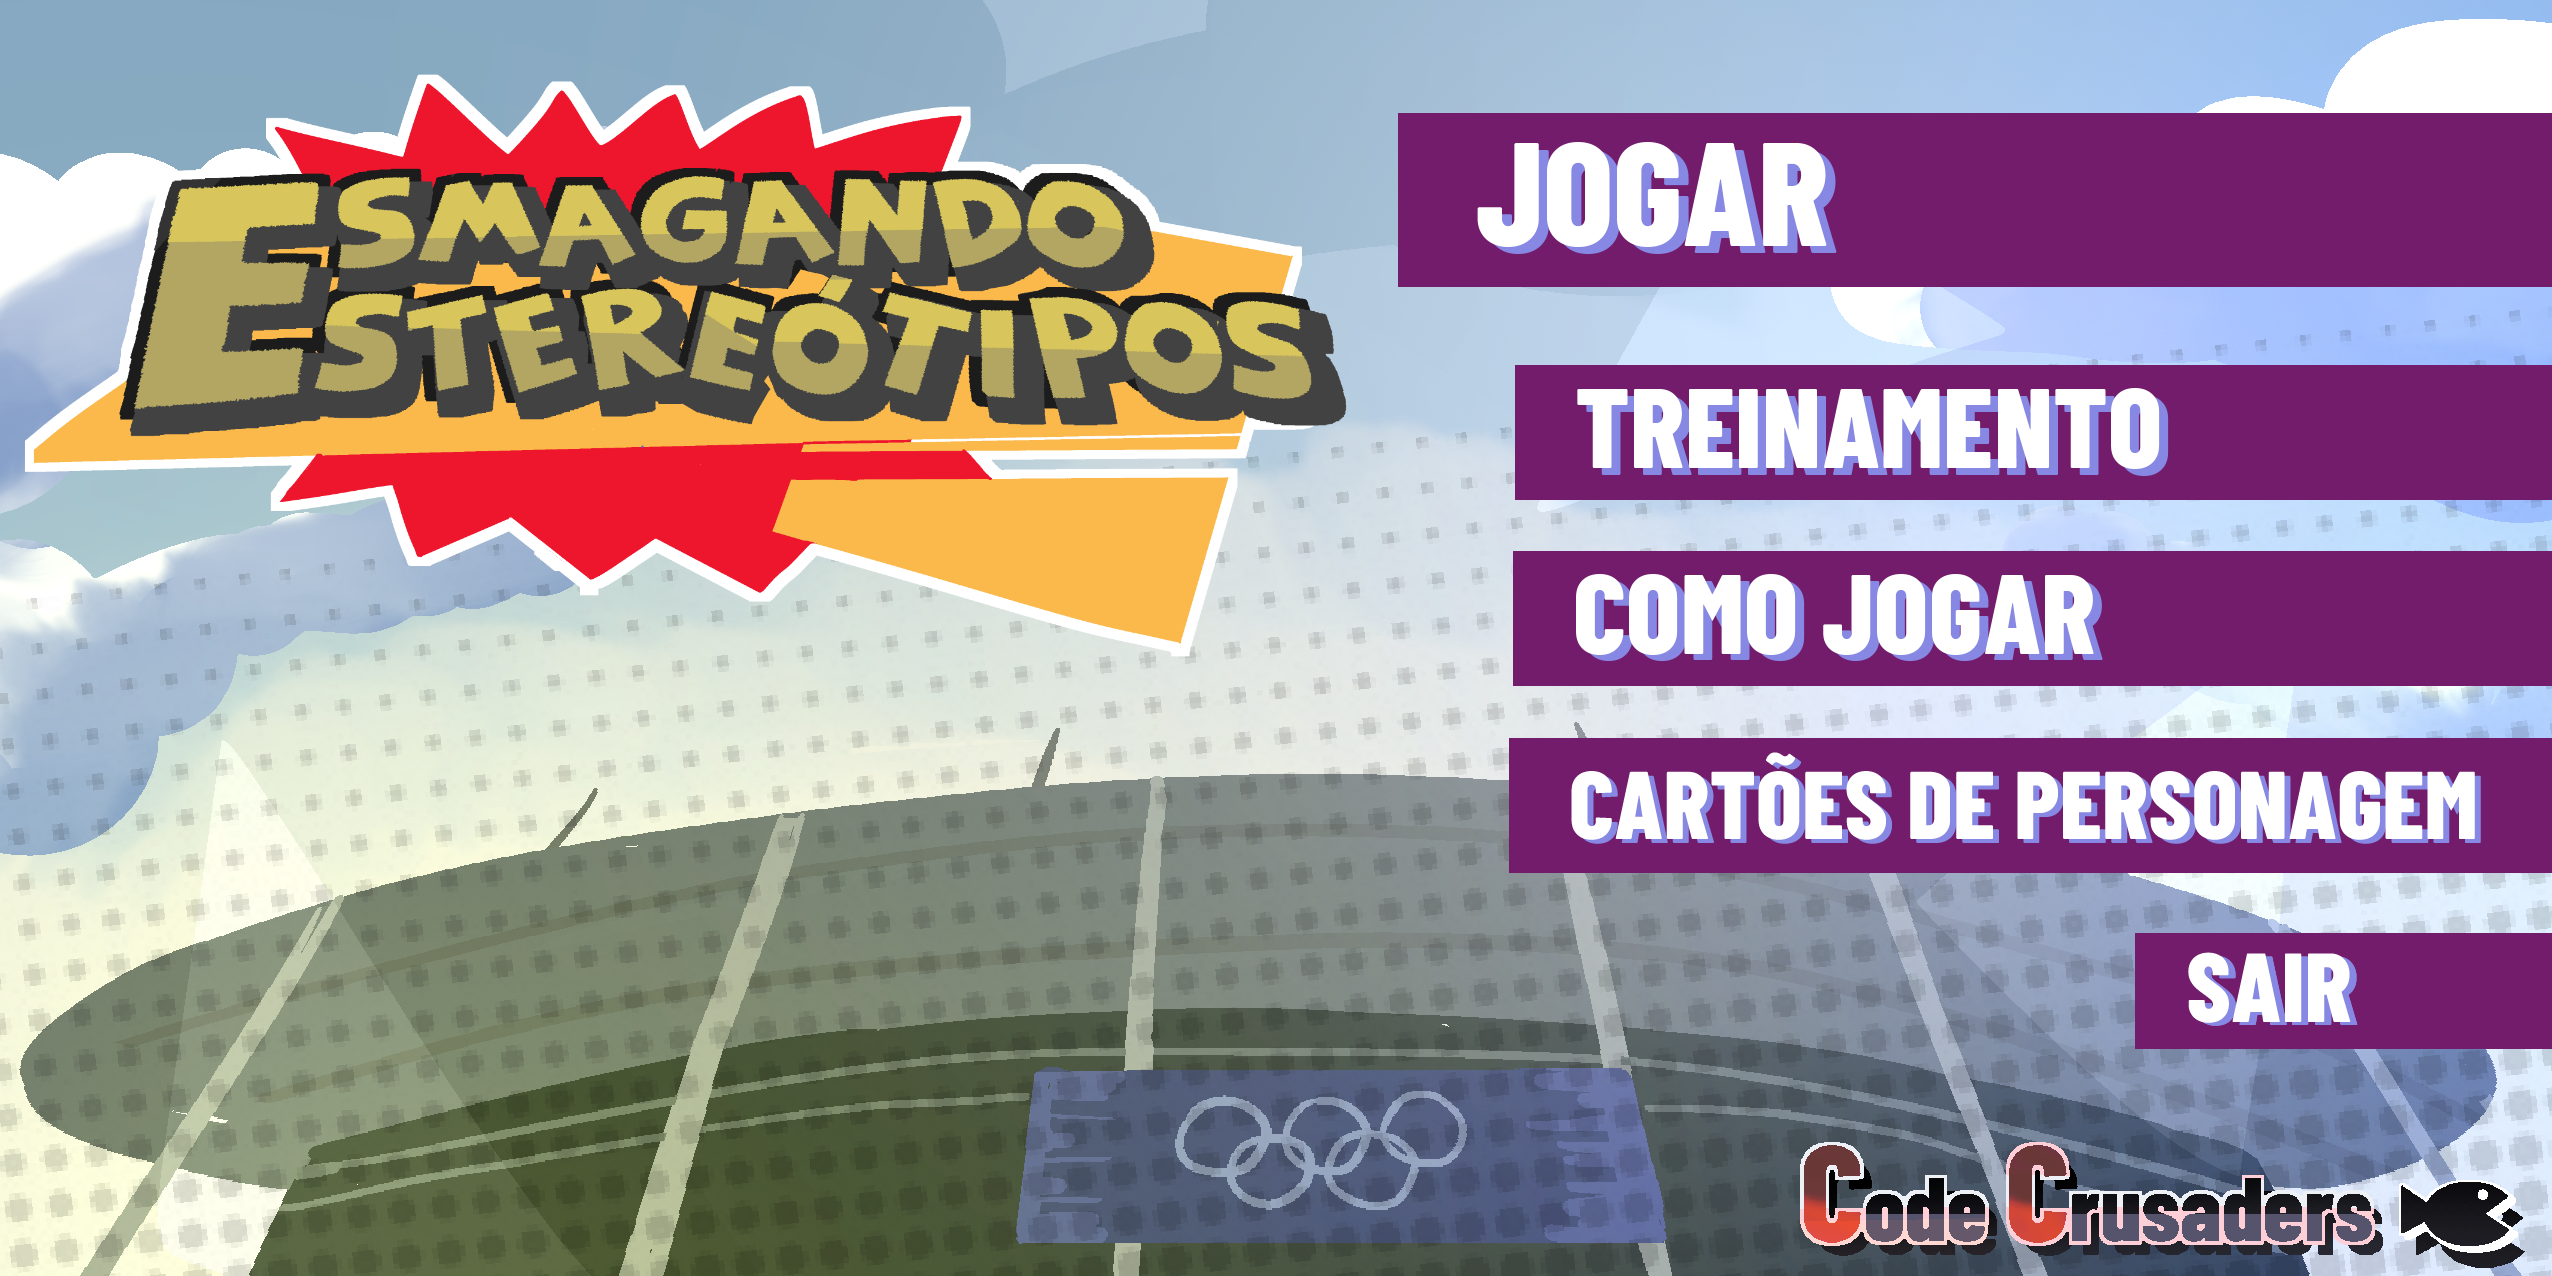 ESMAGANDO
ESTEREÓTIPOS
JOGAR
TREINAMENTO
COMO JOGAR
CARTÕES DE PERSONAGEM
SAIR
Code Crusaders